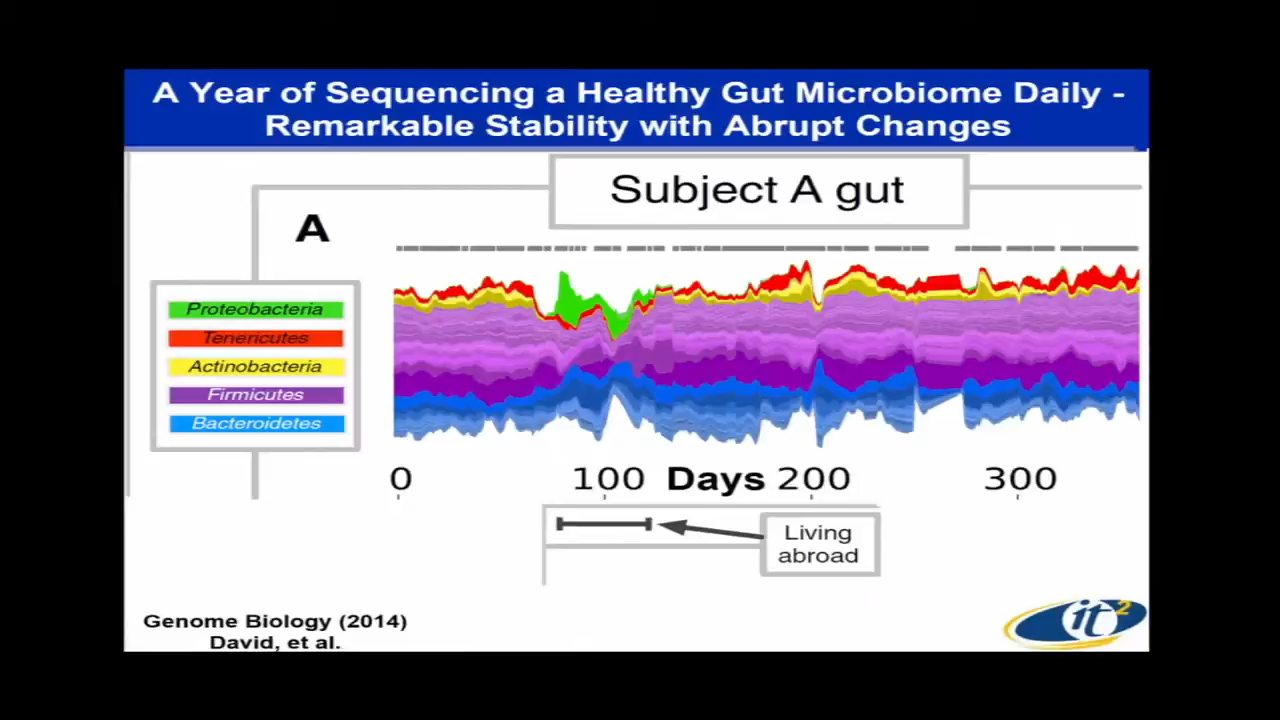 A Year of Sequencing a Healthy Gut Microbiome Daily -
Remarkable Stability with Abrupt Changes
Subject A gut
A
Proteobacteria
Tenericutes
Actinobacteria
Firmicutes
Bacteroidetes
0 100 Days 200 300
Living
abroad
Genome Biology (2014)
David, et al.
it2